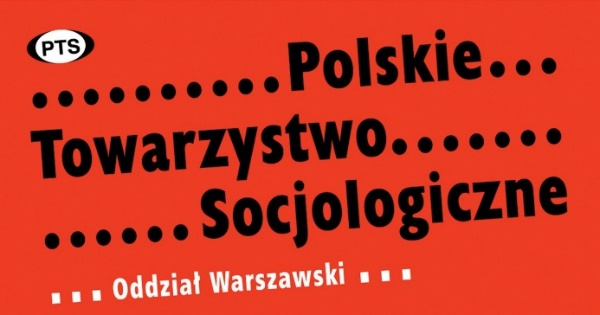 PTS
..........Polskie...
Towarzystwo.......
......Socjologiczne
...Oddział Warszawski...